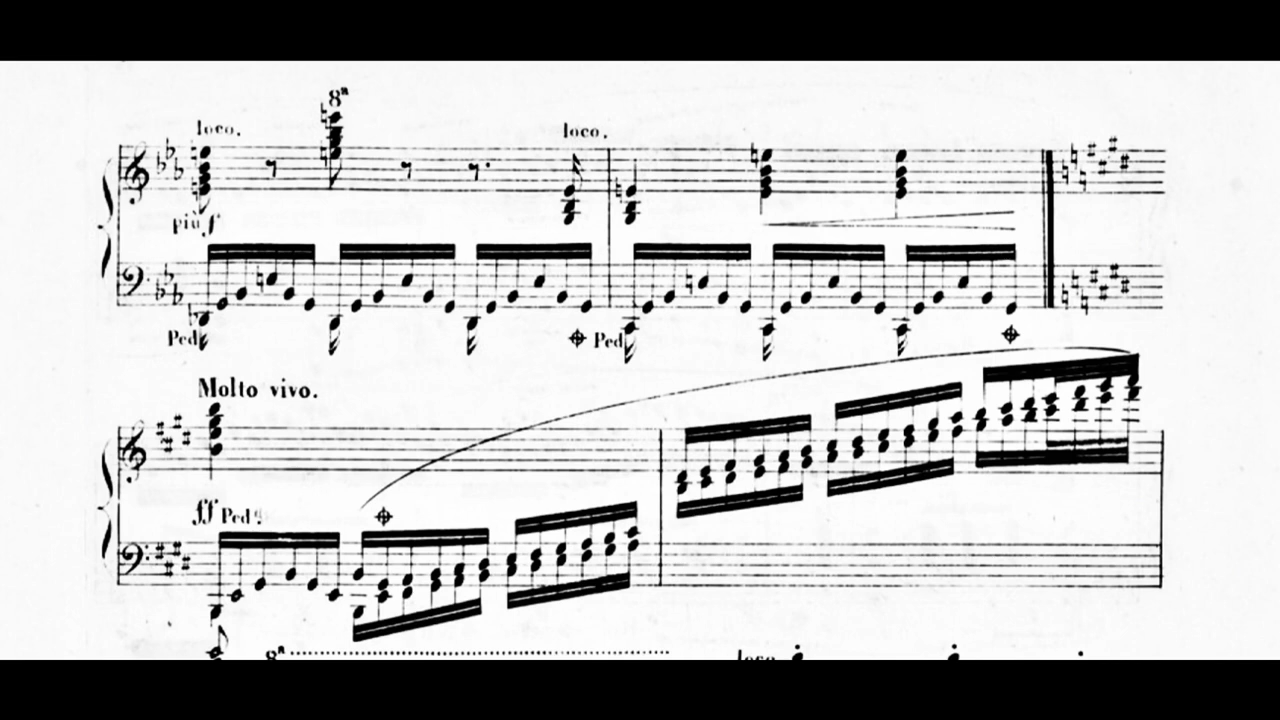 8ª
loco. loco.
più f
Ped Ped
Molto vivo.
ff Ped
8ª loco